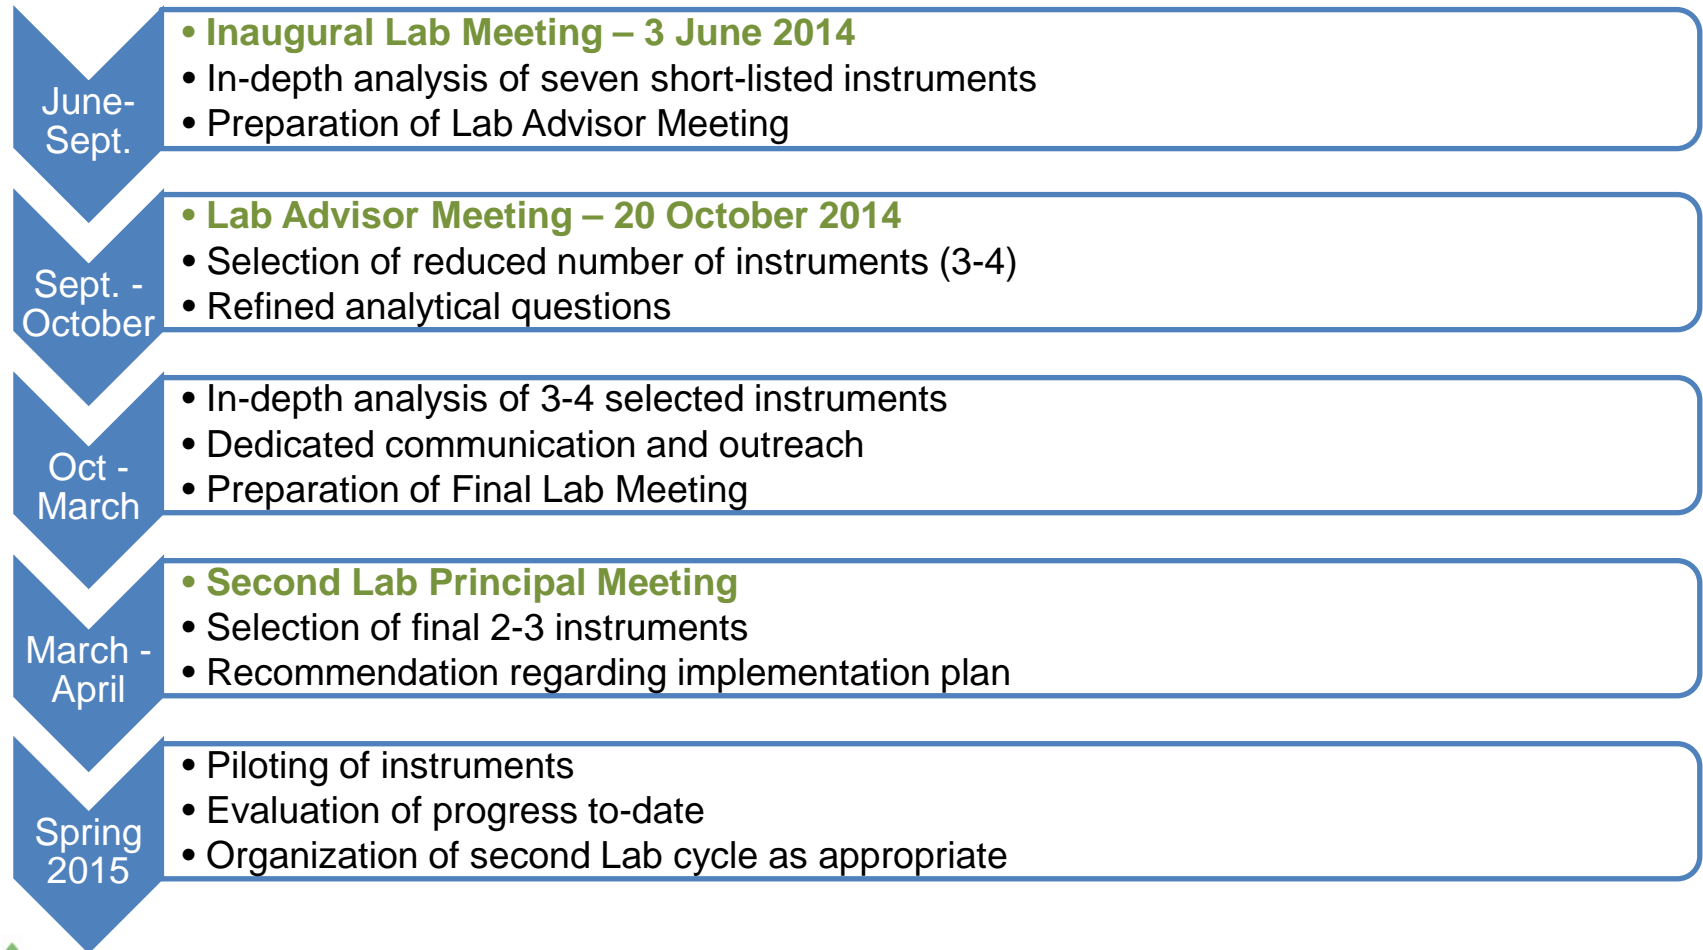 June-
Sept.
• Inaugural Lab Meeting – 3 June 2014
• In-depth analysis of seven short-listed instruments
• Preparation of Lab Advisor Meeting
Sept. -
October
• Lab Advisor Meeting – 20 October 2014
• Selection of reduced number of instruments (3-4)
• Refined analytical questions
Oct -
March
• In-depth analysis of 3-4 selected instruments
• Dedicated communication and outreach
• Preparation of Final Lab Meeting
March -
April
• Second Lab Principal Meeting
• Selection of final 2-3 instruments
• Recommendation regarding implementation plan
Spring
2015
• Piloting of instruments
• Evaluation of progress to-date
• Organization of second Lab cycle as appropriate